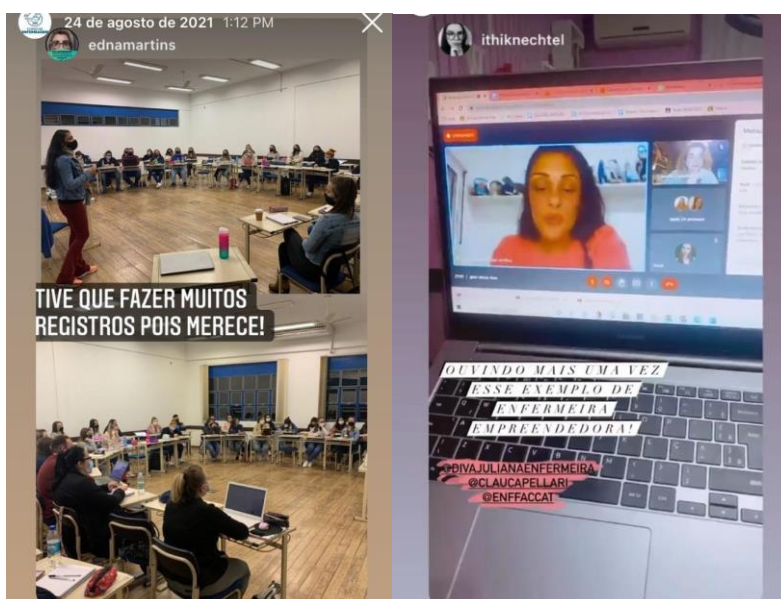 24 de agosto de 2021 1:12 PM
ednamartins
TIVE QUE FAZER MUITOS
REGISTROS POIS MERECE!
ithiknechtel
OUVINDO MAIS UMA VEZ
ESSE EXEMPLO DE
ENFERMEIRA
EMPREENDEDORA!
@DIVAJULIANAENFERMEIRA
@CLAUCAPELLARI
@ENFFACCAT